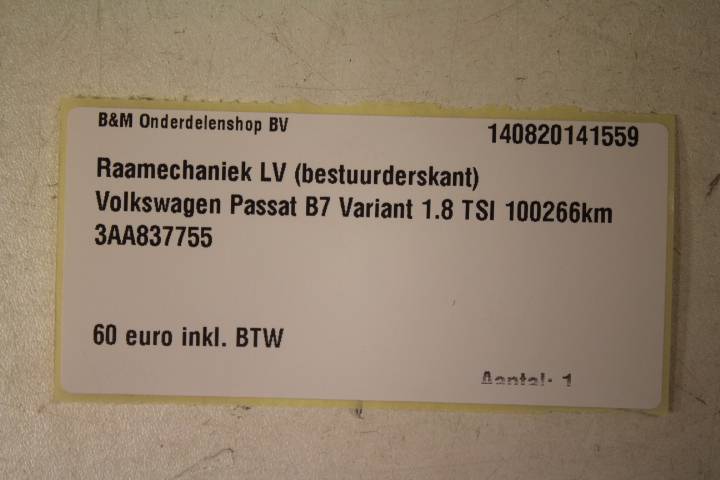 B&M Onderdelenshop BV
140820141559
Raamechaniek LV (bestuurderskant)
Volkswagen Passat B7 Variant 1.8 TSI 100266km
3AA837755
60 euro inkl. BTW
Aantal: 1